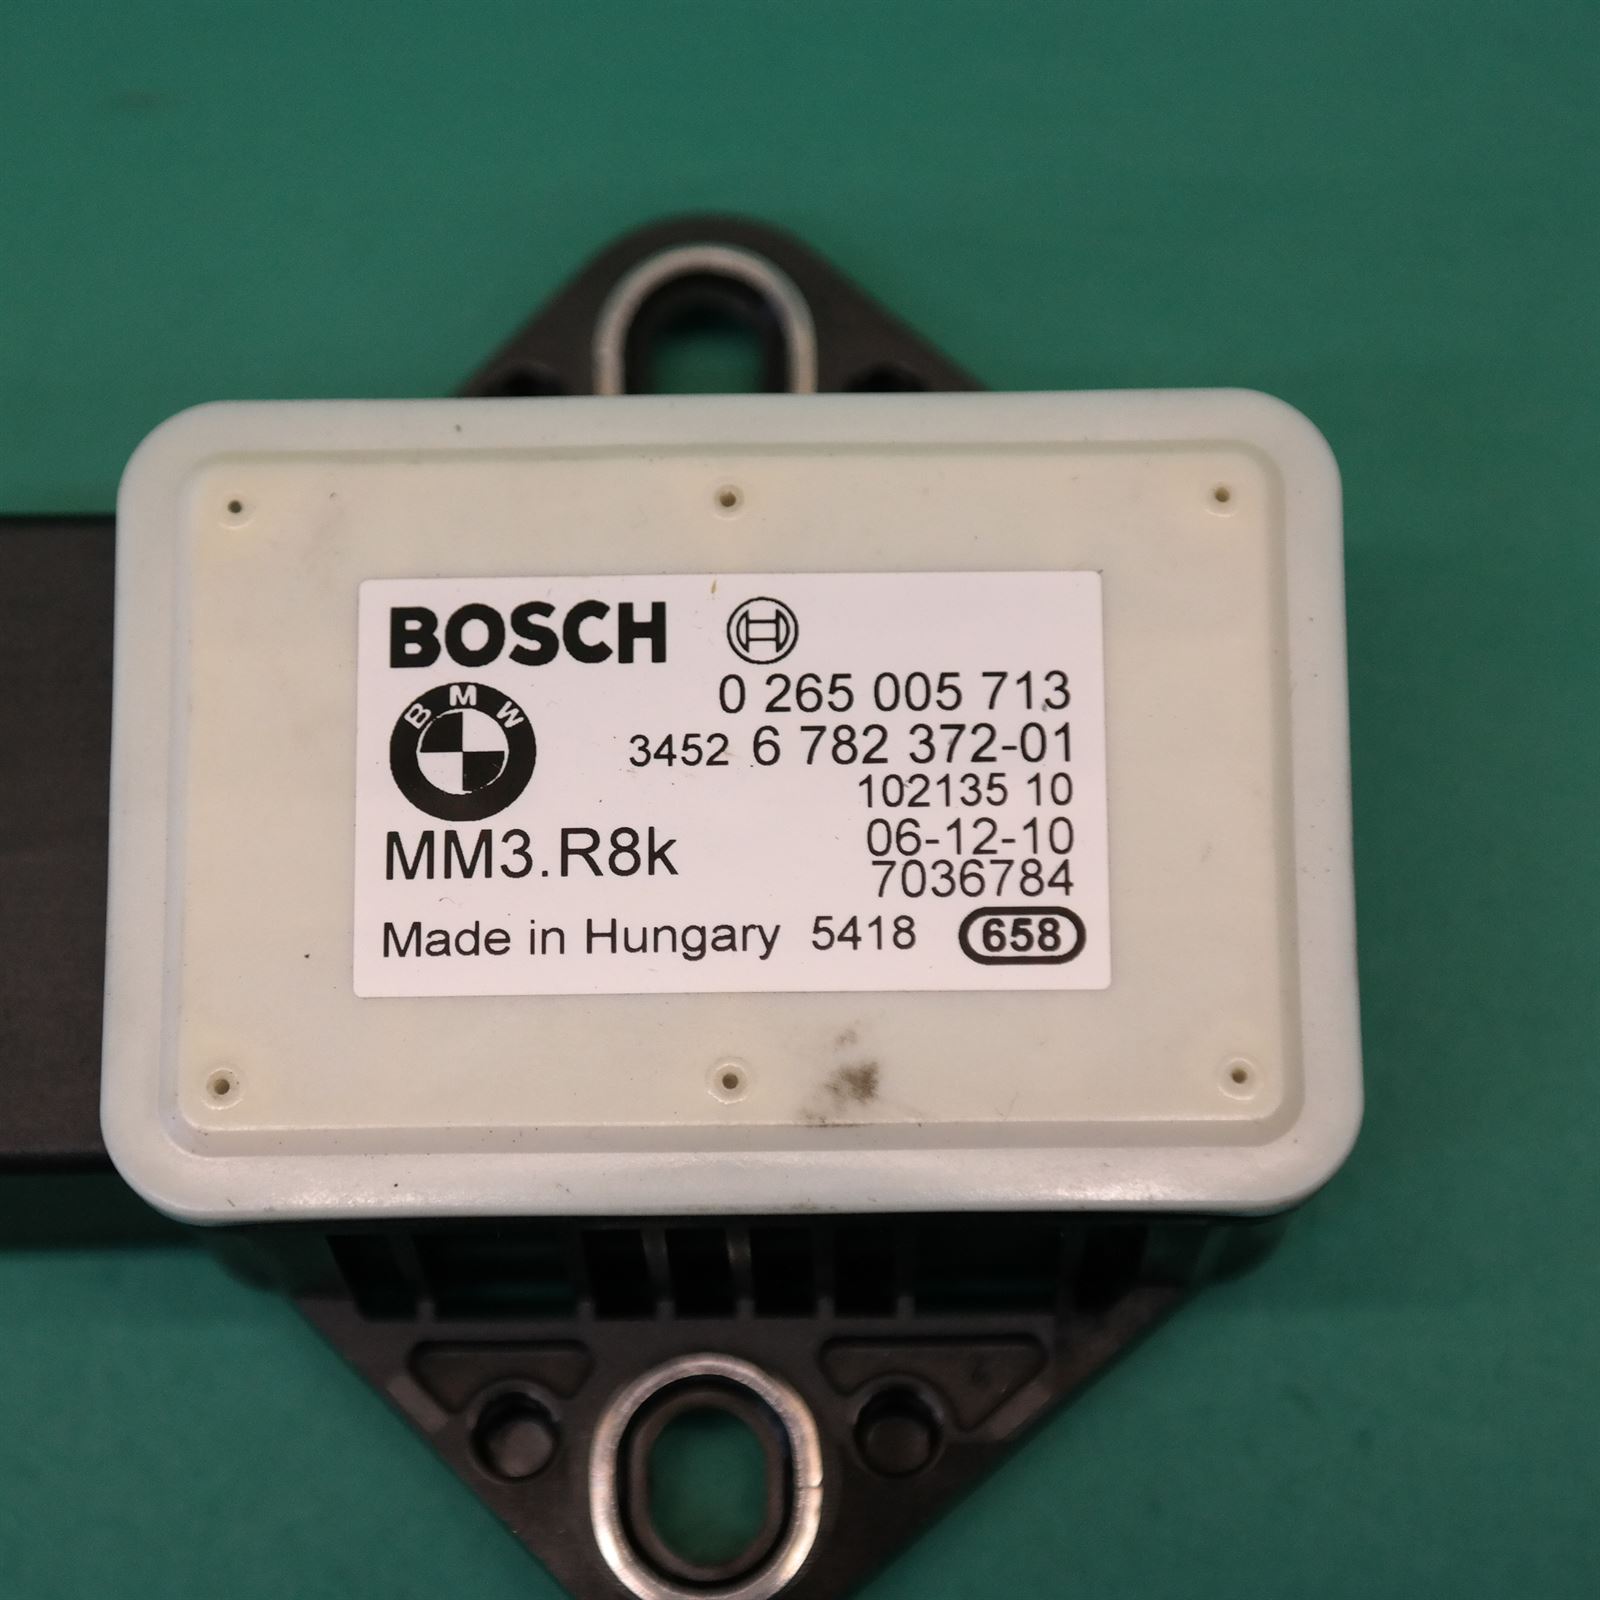 BOSCH
0 265 005 713
BMW
3452 6 782 372-01
102135 10
06-12-10
MM3.R8k
7036784
Made in Hungary 5418 658